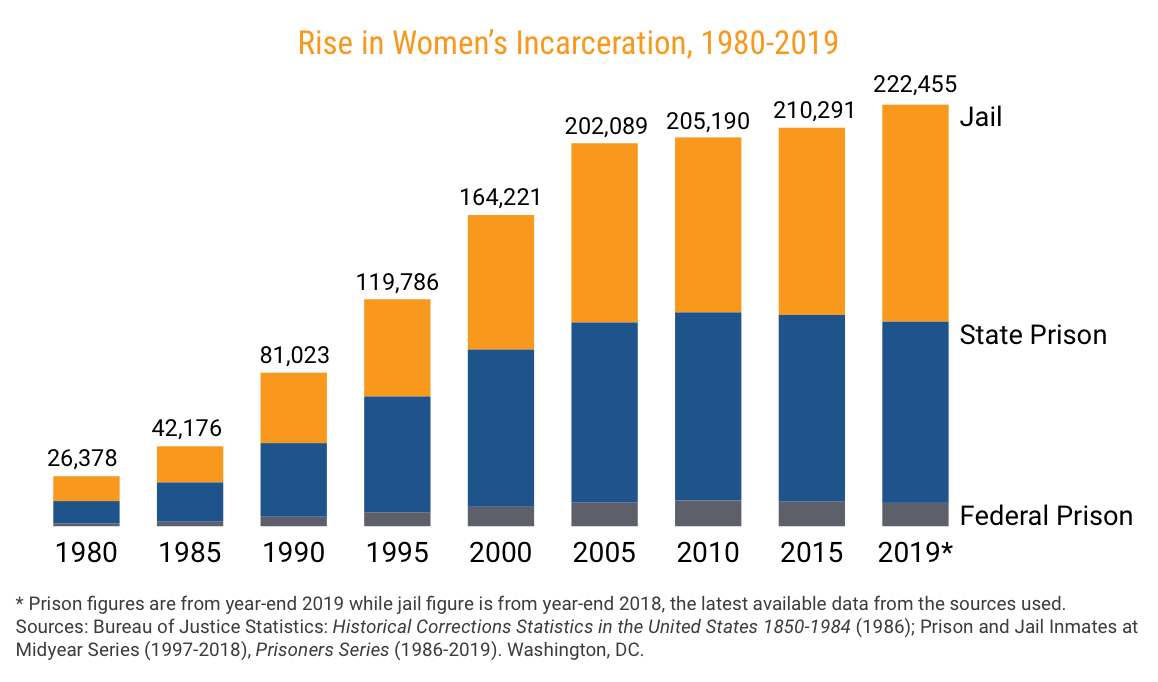 Rise in Women’s Incarceration, 1980-2019
222,455
Jail
210,291
205,190
202,089
164,221
119,786
81,023
42,176
26,378
State Prison
Federal Prison
1980 1985 1990 1995 2000 2005 2010 2015 2019*
* Prison figures are from year-end 2019 while jail figure is from year-end 2018, the latest available data from the sources used.
Sources: Bureau of Justice Statistics: Historical Corrections Statistics in the United States 1850-1984 (1986); Prison and Jail Inmates at
Midyear Series (1997-2018), Prisoners Series (1986-2019). Washington, DC.